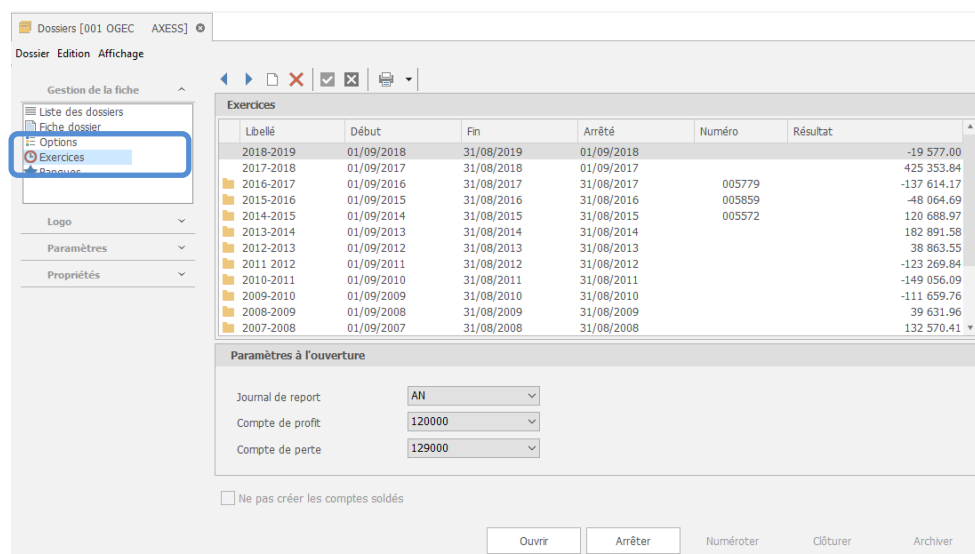 Dossiers [001 OGEC AXESS]
Dossier Edition Affichage
Gestion de la fiche
Liste des dossiers
Fiche dossier
Options
Exercices
Banques
Logo
Paramètres
Propriétés
Exercices
Libellé Début Fin Arrêté Numéro Résultat
2018-2019 01/09/2018 31/08/2019 01/09/2018 -19 577.00
2017-2018 01/09/2017 31/08/2018 01/09/2017 425 353.84
2016-2017 01/09/2016 31/08/2017 31/08/2017 005779 -137 614.17
2015-2016 01/09/2015 31/08/2016 31/08/2016 005859 -48 064.69
2014-2015 01/09/2014 31/08/2015 31/08/2015 005572 120 688.97
2013-2014 01/09/2013 31/08/2014 31/08/2014 182 891.58
2012-2013 01/09/2012 31/08/2013 31/08/2013 38 863.55
2011 2012 01/09/2011 31/08/2012 31/08/2012 -123 269.84
2010-2011 01/09/2010 31/08/2011 31/08/2011 -149 056.09
2009-2010 01/09/2009 31/08/2010 31/08/2010 -111 659.76
2008-2009 01/09/2008 31/08/2009 31/08/2009 39 631.96
2007-2008 01/09/2007 31/08/2008 31/08/2008 132 570.41
Paramètres à l'ouverture
Journal de report AN
Compte de profit 120000
Compte de perte 129000
Ne pas créer les comptes soldés
Ouvrir Arrêter Numéroter Clôturer Archiver